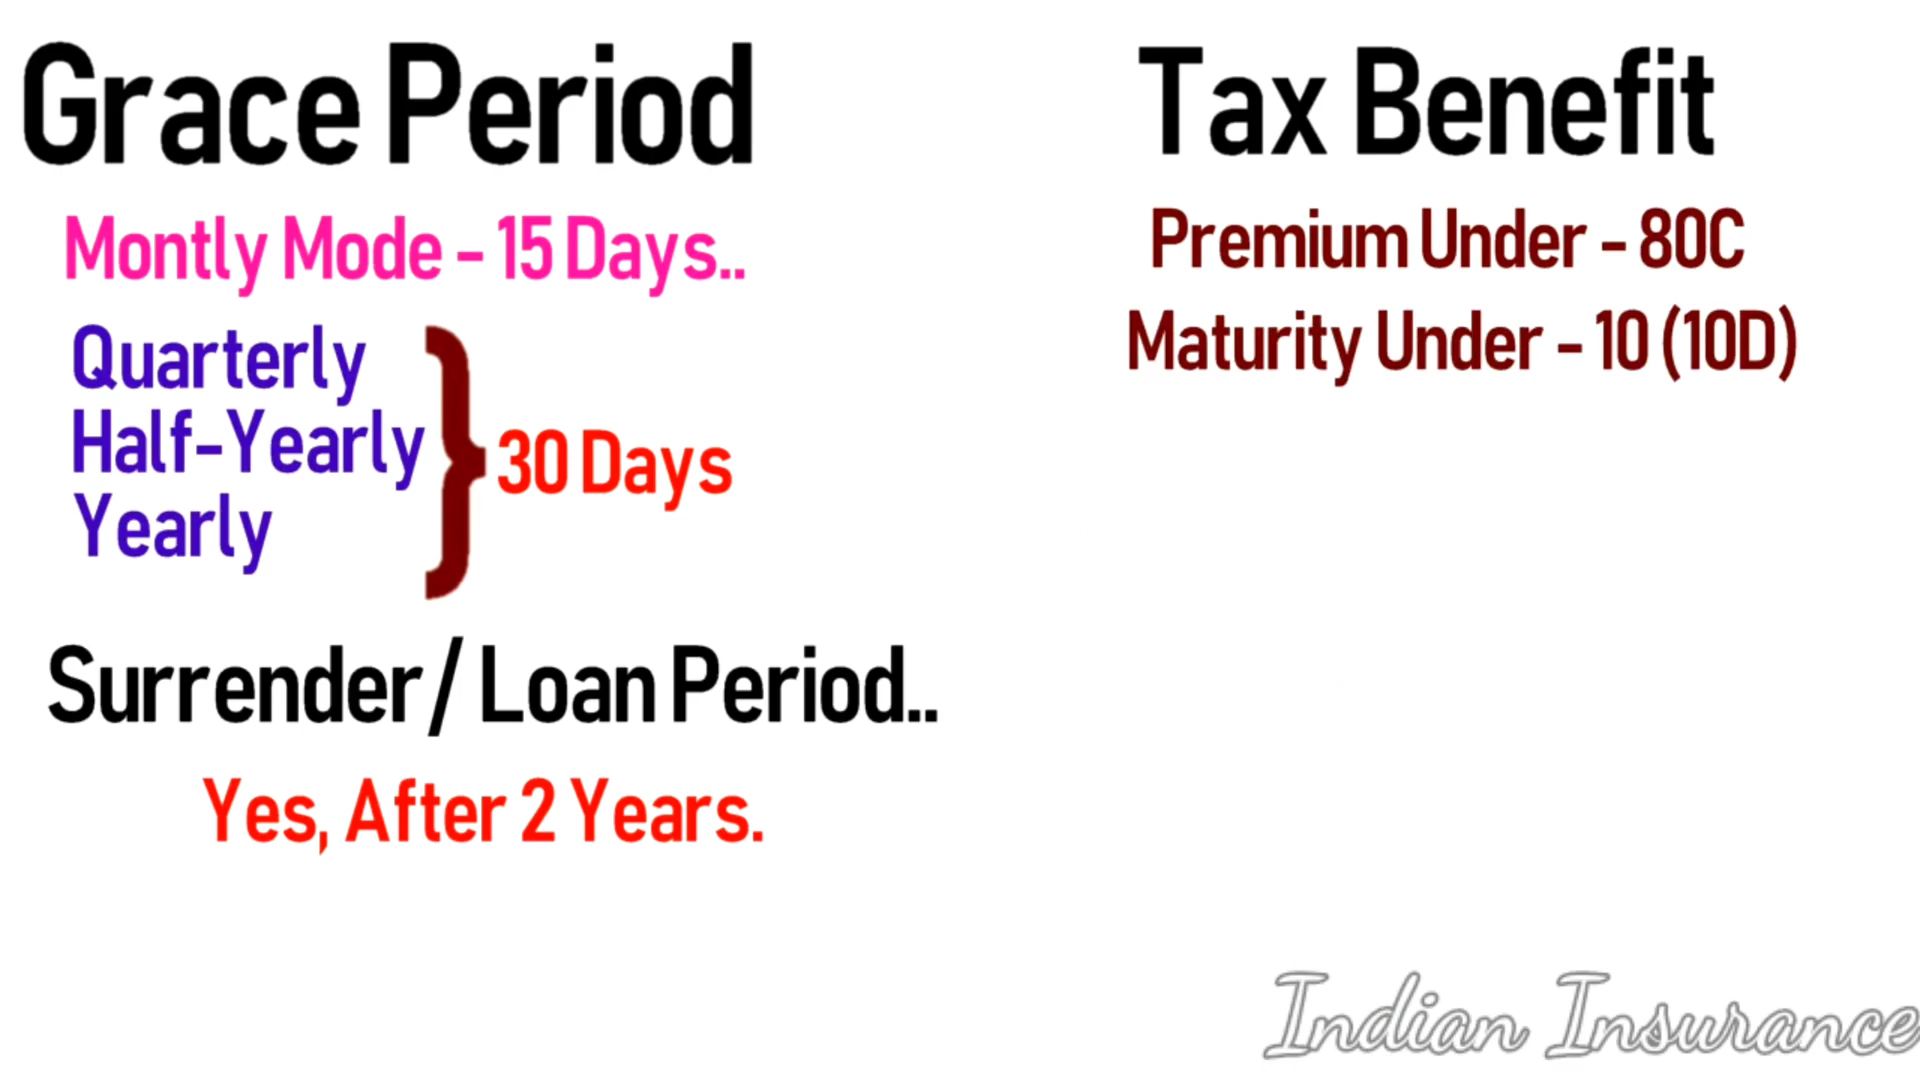 Grace Period
Montly Mode - 15 Days..
Quarterly
Half-Yearly
Yearly
30 Days
Surrender/ Loan Period..
Yes, After 2 Years.
Tax Benefit
Premium Under - 80C
Maturity Under - 10 (10D)
Indian Insurance